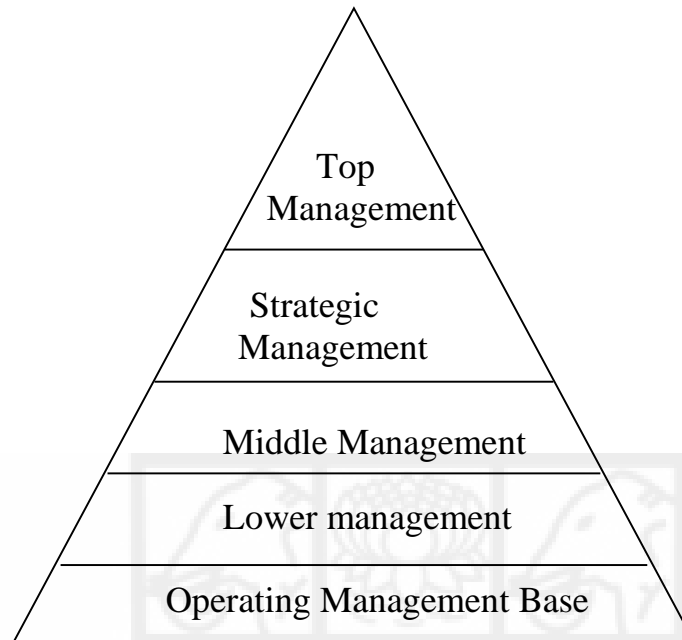 Top
Management
Strategic
Management
Middle Management
Lower management
Operating Management Base